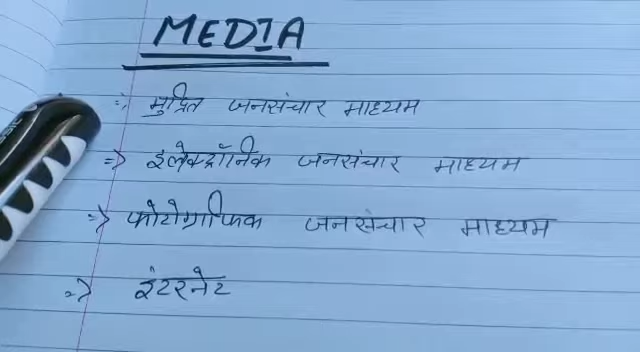 MEDIA
⇒ मुद्रित जनसंचार माध्यम
⇒ इलेक्ट्रॉनिक जनसंचार माध्यम
⇒ फोटोग्राफिक जनसंचार माध्यम
⇒ इंटरनेट